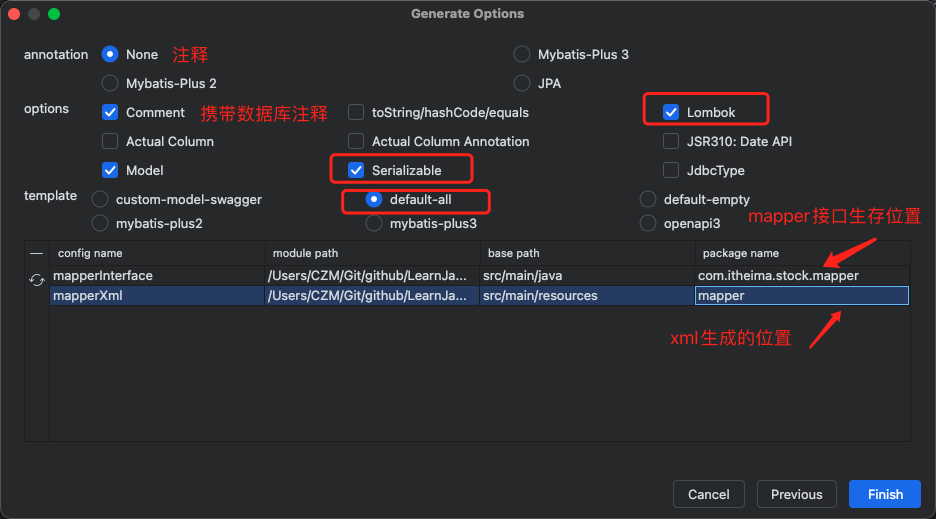 Generate Options
annotation None 注释 Mybatis-Plus 3
Mybatis-Plus 2 JPA
options Comment 携带数据库注释 toString/hashCode/equals Lombok
Actual Column Actual Column Annotation JSR310: Date API
Model Serializable JdbcType
template custom-model-swagger default-all default-empty
mybatis-plus2 mybatis-plus3 openapi3
mapper接口生存位置
config name module path base path package name
mapperInterface /Users/CZM/Git/github/LearnJa... src/main/java com.itheima.stock.mapper
mapperXml /Users/CZM/Git/github/LearnJa... src/main/resources mapper
xml生成的位置
Cancel Previous Finish